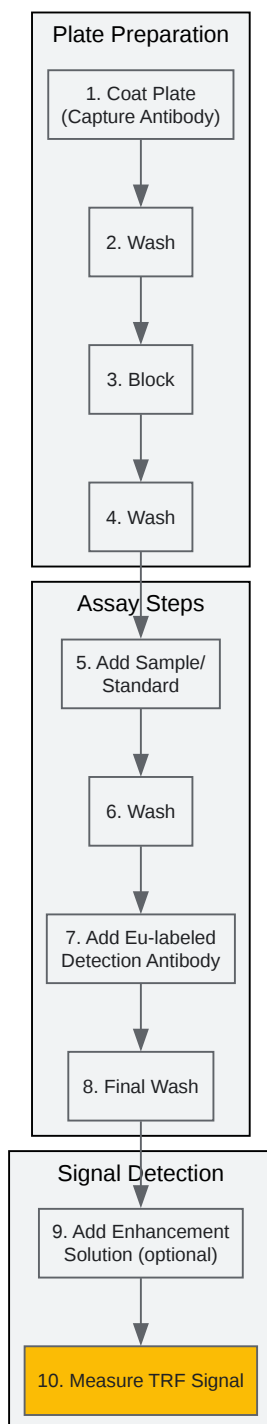 Plate Preparation
1. Coat Plate
(Capture Antibody)
2. Wash
3. Block
4. Wash
Assay Steps
5. Add Sample/
Standard
6. Wash
7. Add Eu-labeled
Detection Antibody
8. Final Wash
Signal Detection
9. Add Enhancement
Solution (optional)
10. Measure TRF Signal